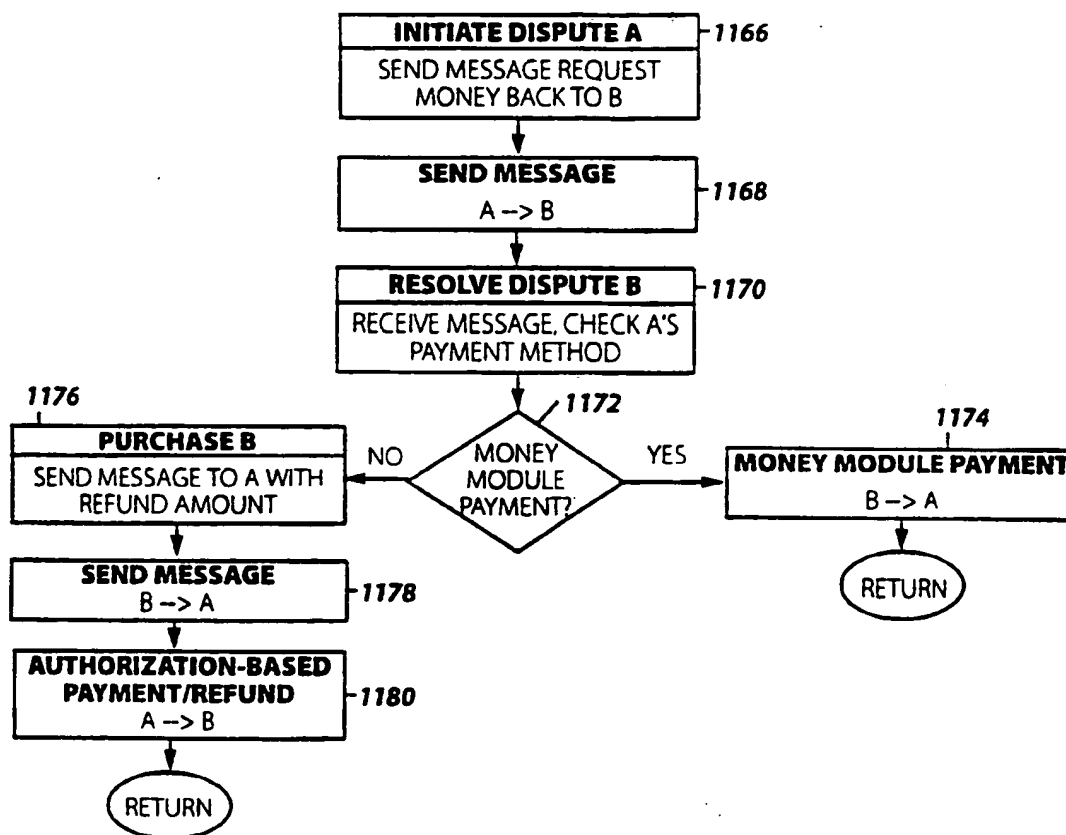 INITIATE DISPUTE A
1166
SEND MESSAGE REQUEST
MONEY BACK TO B
SEND MESSAGE
1168
A --> B
RESOLVE DISPUTE B
1170
RECEIVE MESSAGE, CHECK A'S
PAYMENT METHOD
1172
MONEY
MODULE
PAYMENT?
NO
YES
1176
PURCHASE B
SEND MESSAGE TO A WITH
REFUND AMOUNT
SEND MESSAGE
B --> A
1178
AUTHORIZATION-BASED
PAYMENT/REFUND
1180
A --> B
RETURN
1174
MONEY MODULE PAYMENT
B --> A
RETURN